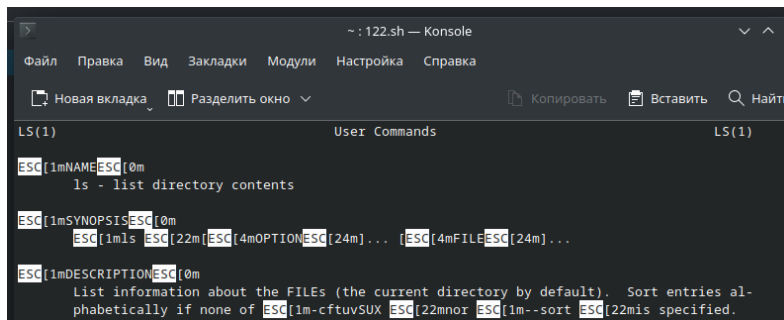 ~ : 122.sh — Konsole
Файл Правка Вид Закладки Модули Настройка Справка
Новая вкладка Разделить окно Копировать Вставить Найти
LS(1) User Commands LS(1)
ESC[1mNAMEESC[0m
ls - list directory contents
ESC[1mSYNOPSISESC[0m
ESC[1mls ESC[22m[ESC[4mOPTIONESC[24m]... [ESC[4mFILEESC[24m]...
ESC[1mDESCRIPTIONESC[0m
List information about the FILEs (the current directory by default). Sort entries al-
phabetically if none of ESC[1m-cftuvSUX ESC[22mnor ESC[1m--sort ESC[22mis specified.